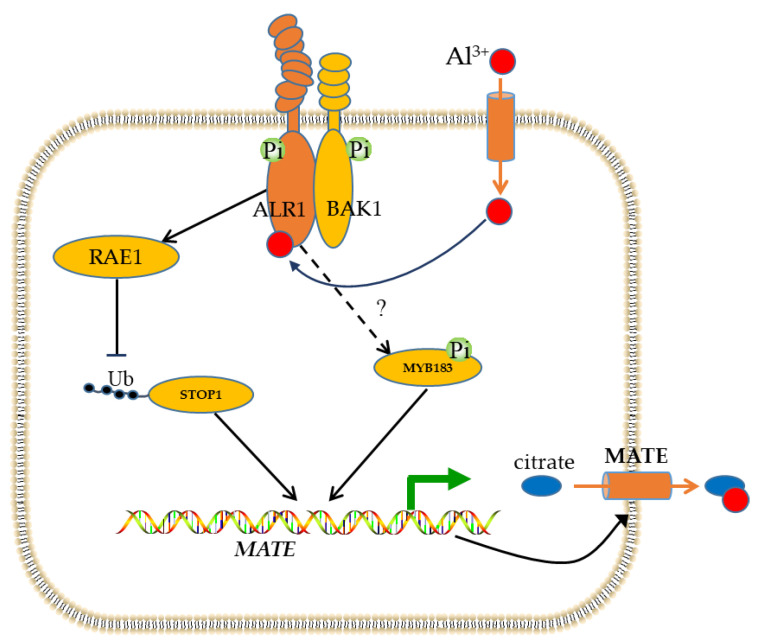 Al³⁺
Pi
Pi
ALR1
BAK1
RAE1
?
Pi
MYB183
Ub
STOP1
citrate
MATE
MATE